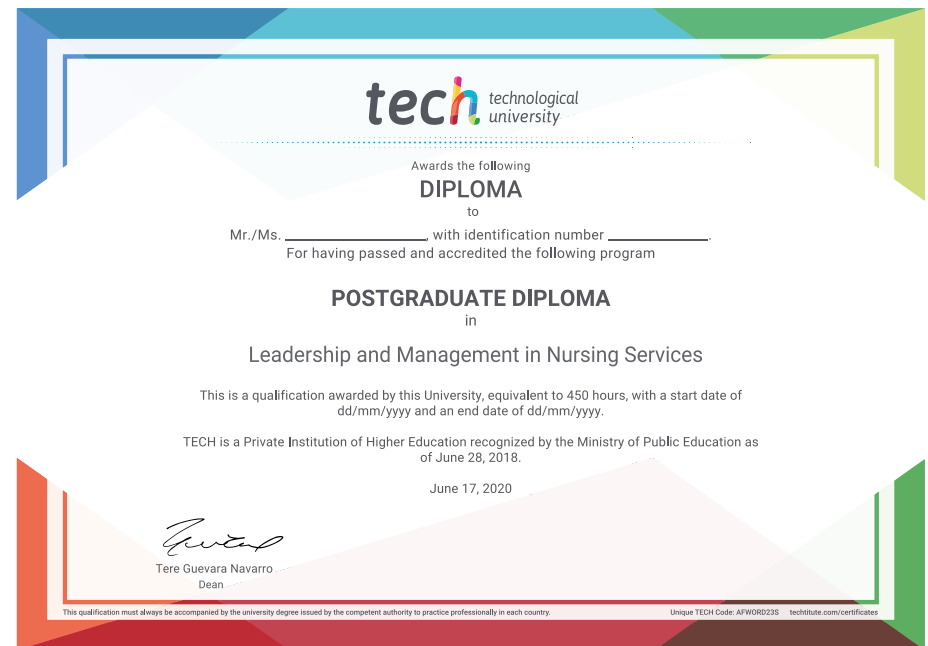 tech technological
university
Awards the following
DIPLOMA
to
Mr./Ms. ____________, with identification number _________.
For having passed and accredited the following program
POSTGRADUATE DIPLOMA
in
Leadership and Management in Nursing Services
This is a qualification awarded by this University, equivalent to 450 hours, with a start date of
dd/mm/yyyy and an end date of dd/mm/yyyy.
TECH is a Private Institution of Higher Education recognized by the Ministry of Public Education as
of June 28, 2018.
June 17, 2020
Tere Guevara Navarro
Dean
This qualification must always be accompanied by the university degree issued by the competent authority to practice professionally in each country. Unique TECH Code: AFWORD23S techtitute.com/certificates